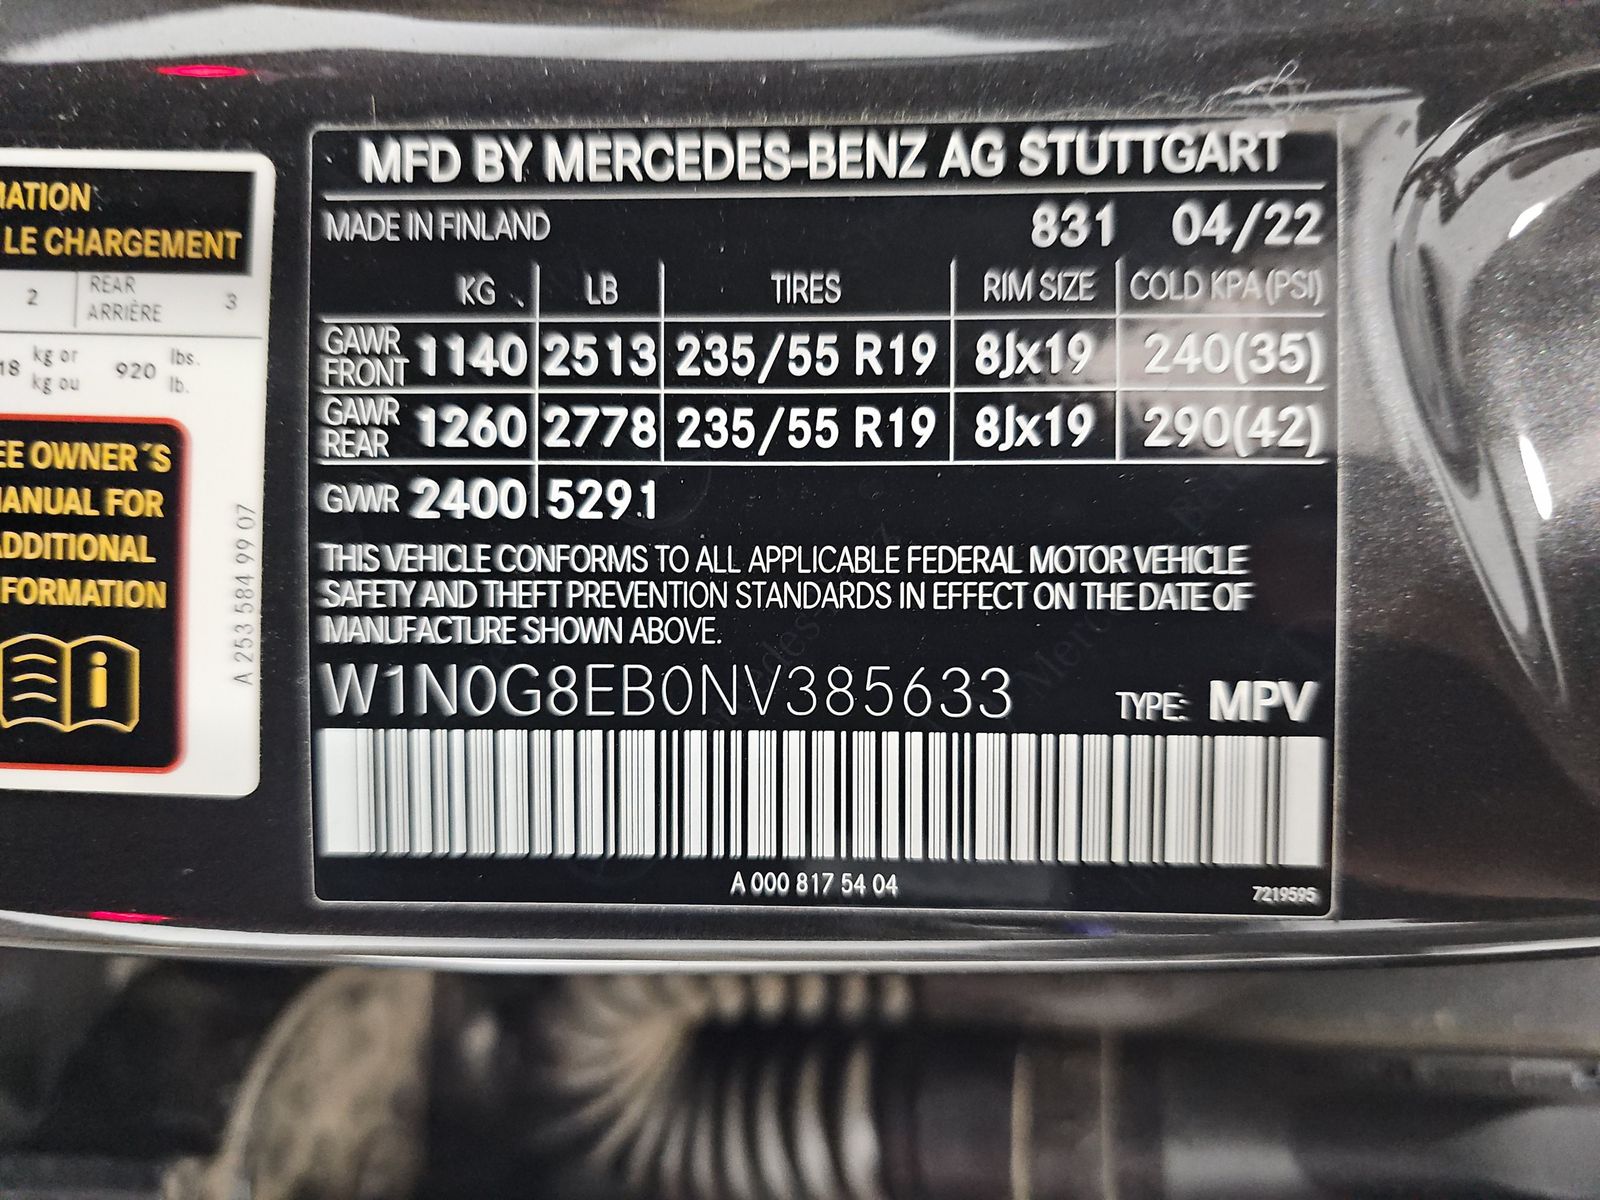 MATION
LE CHARGEMENT
2 REAR 3
ARRIÈRE
18 kg or 920 lbs.
kg ou lb.
EE OWNER´S
MANUAL FOR
ADDITIONAL
FORMATION
A 253 584 99 07
MFD BY MERCEDES-BENZ AG STUTTGART
MADE IN FINLAND 831 04/22
KG LB TIRES RIM SIZE COLD KPA (PSI)
GAWR FRONT 1140 2513 235/55 R19 8Jx19 240(35)
GAWR REAR 1260 2778 235/55 R19 8Jx19 290(42)
GVWR 2400 5291
THIS VEHICLE CONFORMS TO ALL APPLICABLE FEDERAL MOTOR VEHICLE
SAFETY AND THEFT PREVENTION STANDARDS IN EFFECT ON THE DATE OF
MANUFACTURE SHOWN ABOVE.
W1N0G8EB0NV385633 TYPE: MPV
A 000 817 54 04
7219595